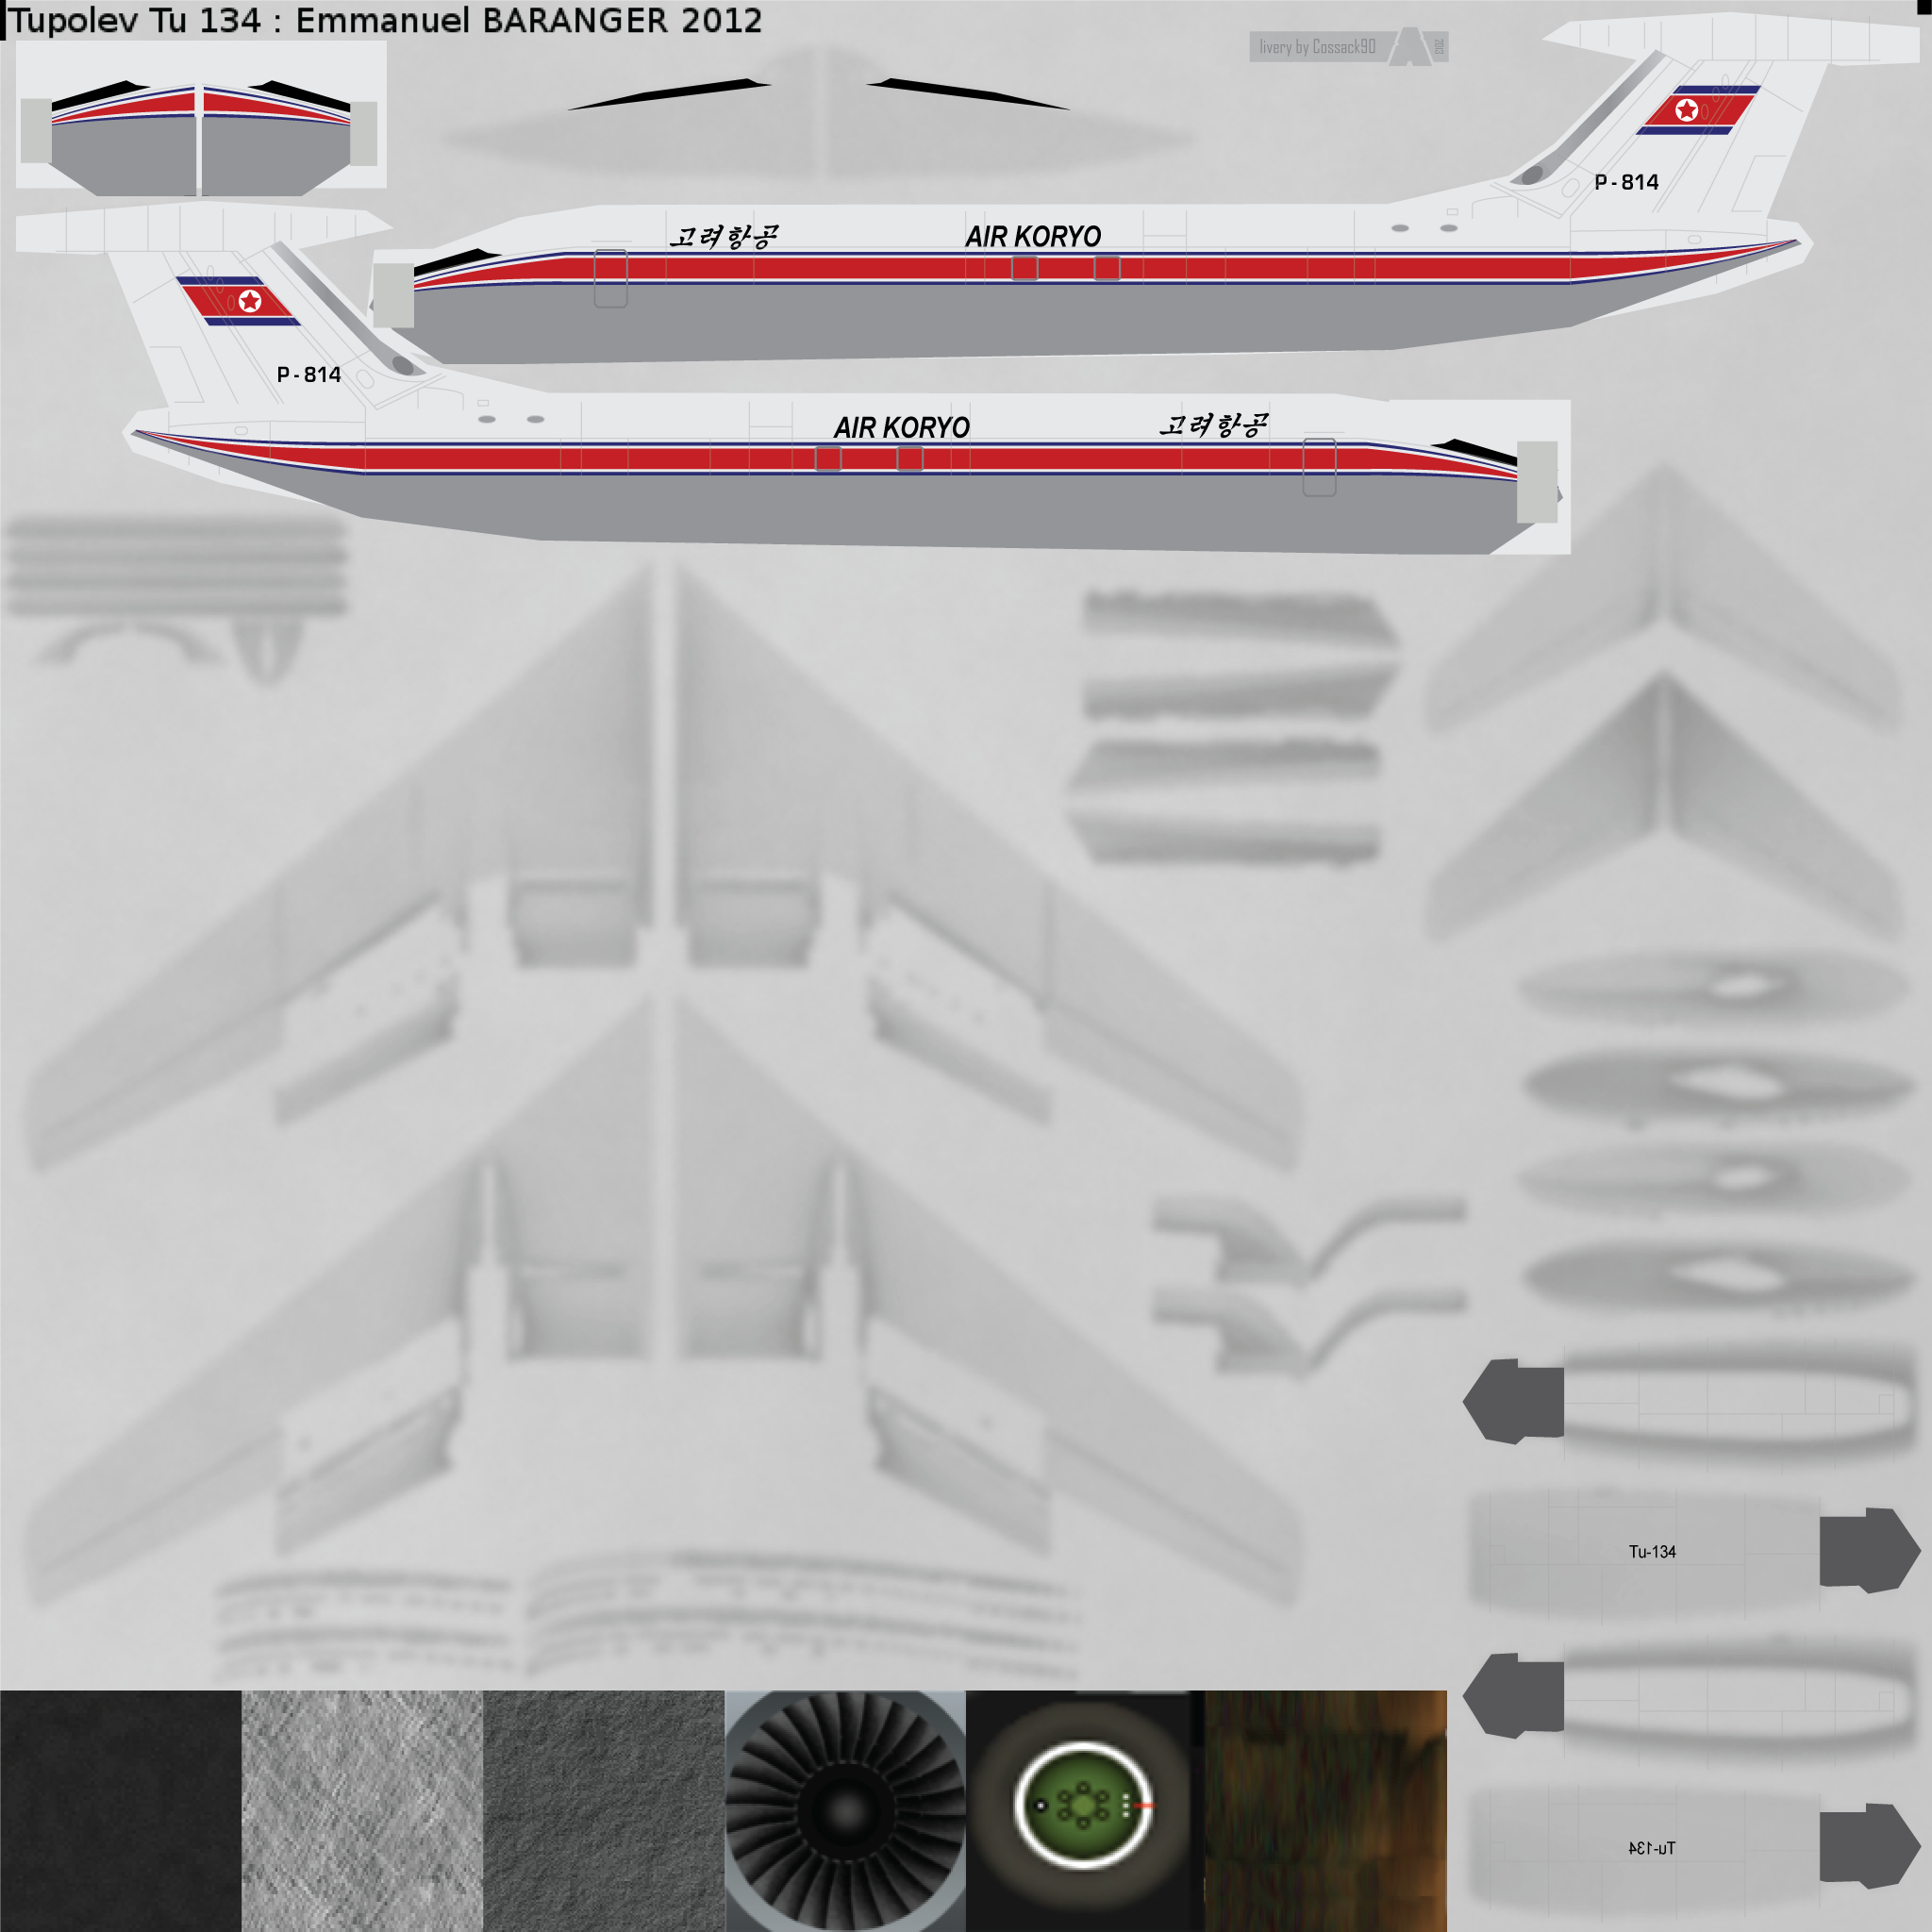 Tupolev Tu 134 : Emmanuel BARANGER 2012
livery by Cossack90 2013
P-814
고려항공 AIR KORYO
P-814
AIR KORYO 고려항공
Tu-134
Tu-134